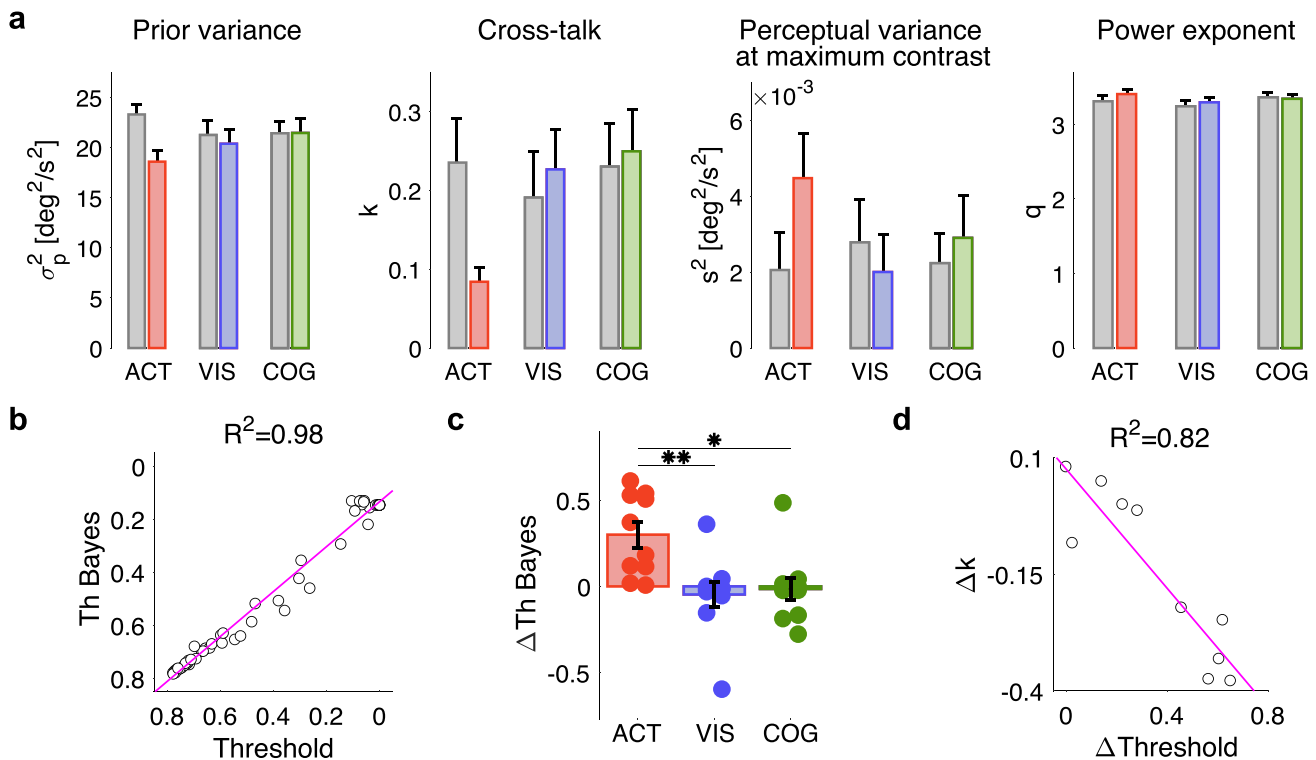 a
Prior variance
Cross-talk
Perceptual variance
at maximum contrast
Power exponent
σp² [deg²/s²]
25
20
15
10
5
0
ACT VIS COG
k
0.3
0.2
0.1
0
ACT VIS COG
×10⁻³
s² [deg²/s²]
6
4
2
0
ACT VIS COG
q
3
2
1
0
ACT VIS COG
b
R²=0.98
Th Bayes
0
0.2
0.4
0.6
0.8
0.8 0.6 0.4 0.2 0
Threshold
c
* 
**
Δ Th Bayes
0.5
0
-0.5
ACT VIS COG
d
R²=0.82
Δk
0.1
-0.15
-0.4
0 0.4 0.8
ΔThreshold